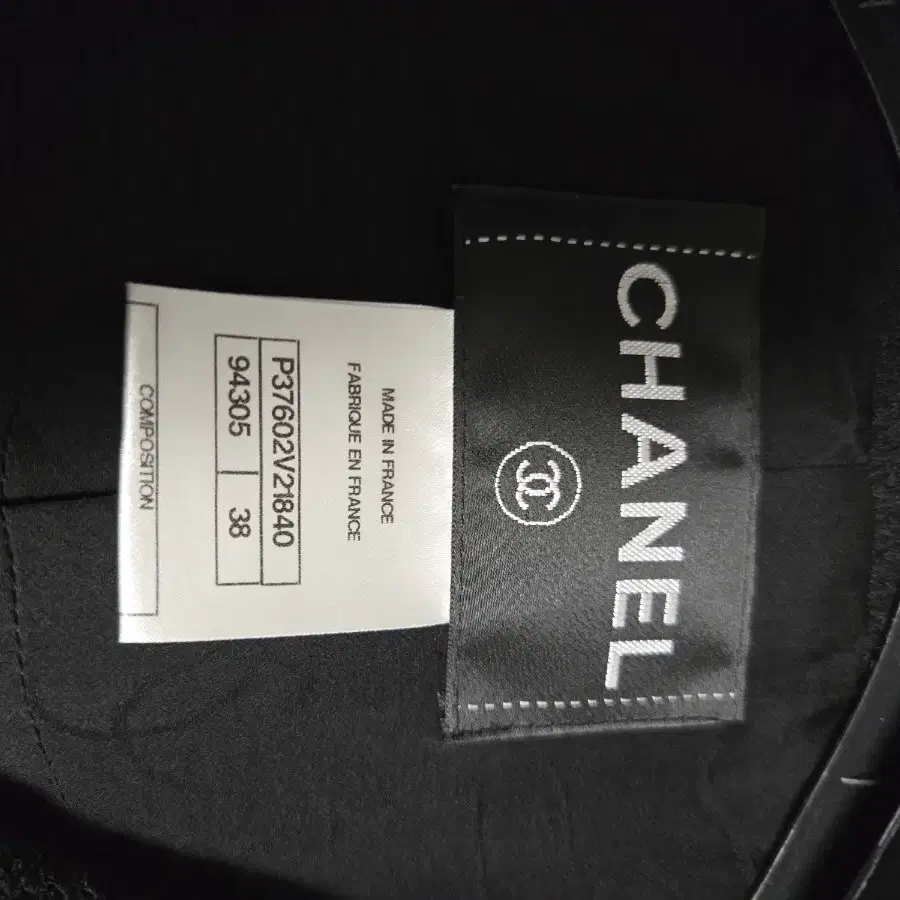 CHANEL
MADE IN FRANCE
FABRIQUE EN FRANCE
P37602V21840
94305 38
COMPOSITION